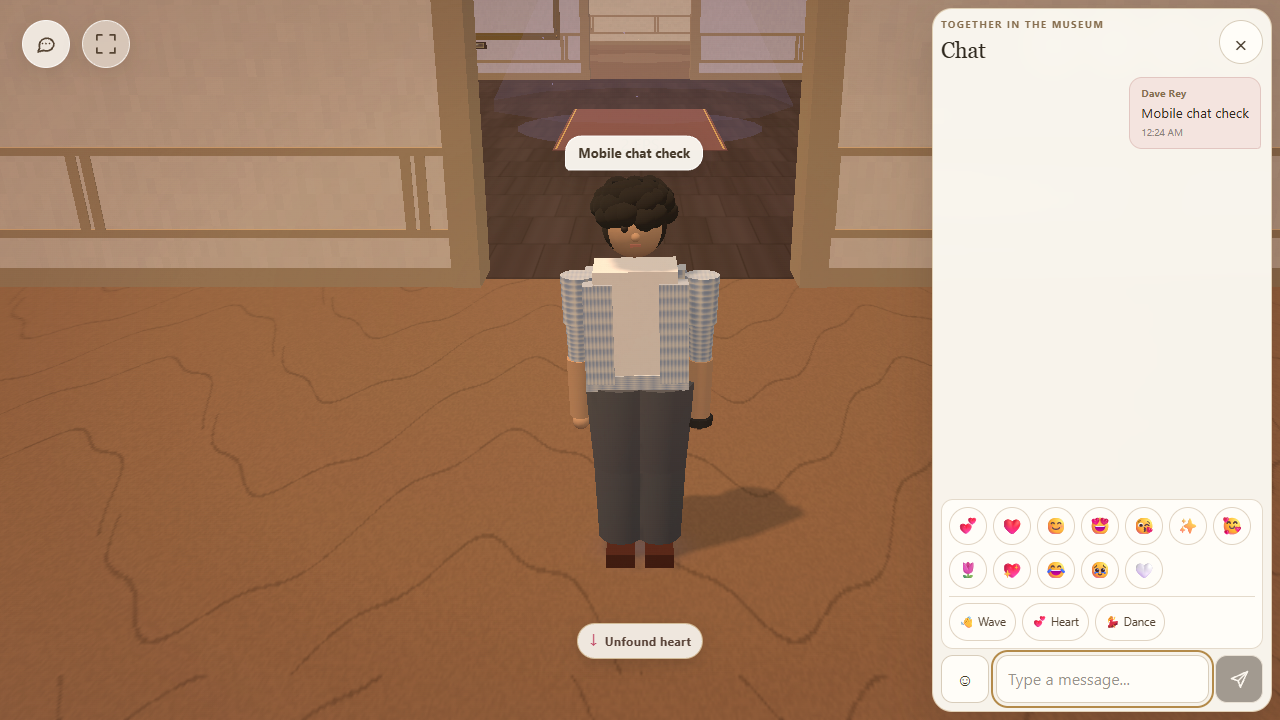 TOGETHER IN THE MUSEUM
Chat
Dave Rey
Mobile chat check
12:24 AM
Mobile chat check
Unfound heart
Wave
Heart
Dance
Type a message...